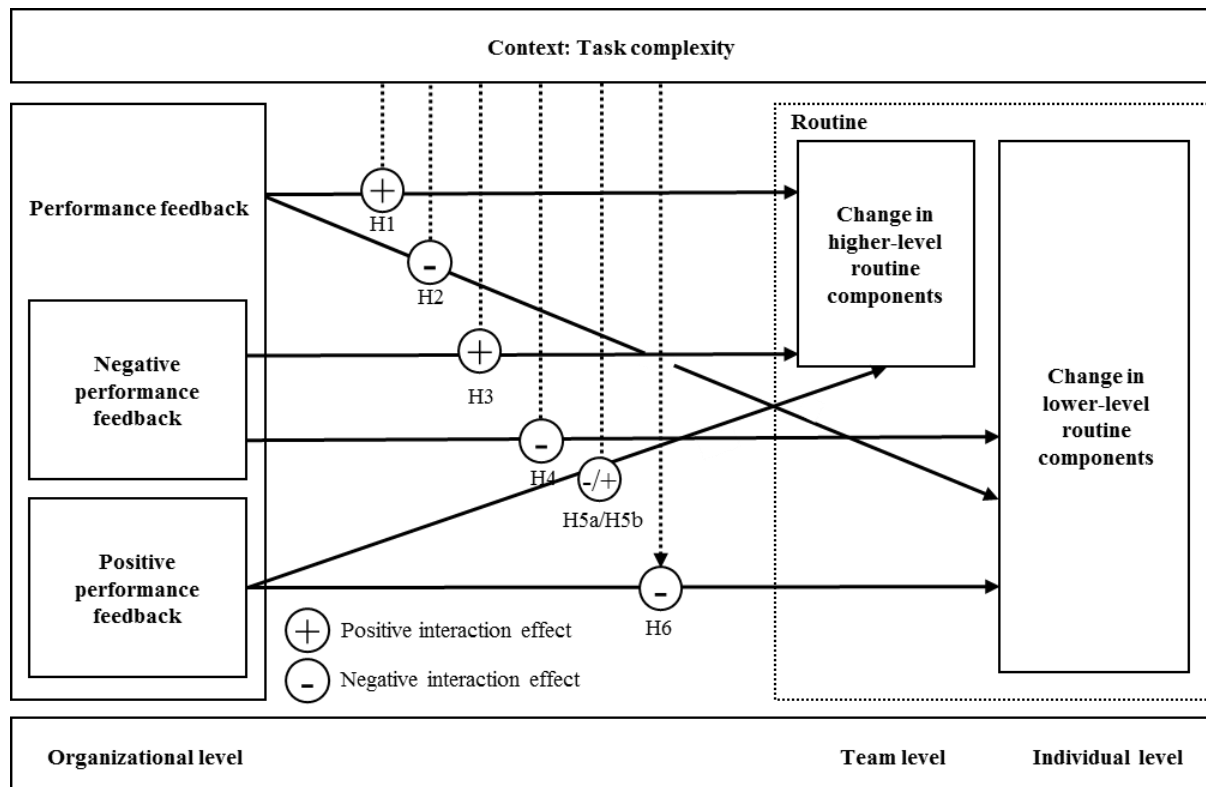 Context: Task complexity
Routine
Performance feedback
+
H1
-
H2
Change in
higher-level
routine
components
Negative
performance
feedback
+
H3
-
H4
-/+
H5a/H5b
Change in
lower-level
routine
components
Positive
performance
feedback
-
H6
+ Positive interaction effect
- Negative interaction effect
Organizational level
Team level
Individual level